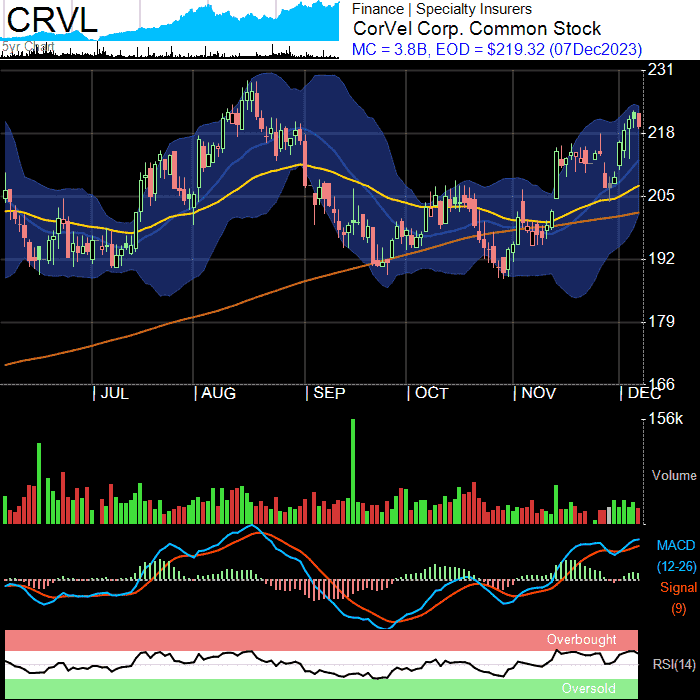 CRVL
5yr Chart
Finance | Specialty Insurers
CorVel Corp. Common Stock
MC = 3.8B, EOD = $219.32 (07Dec2023)
231
218
205
192
179
166
| JUL
| AUG
| SEP
| OCT
| NOV
| DEC
156k
Volume
MACD
(12-26)
Signal
(9)
Overbought
RSI(14)
Oversold